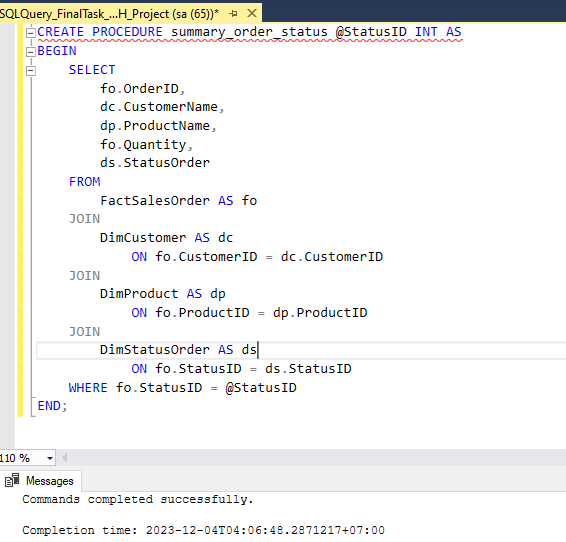 SQLQuery_FinalTask_...H_Project (sa (65))*
CREATE PROCEDURE summary_order_status @StatusID INT AS
BEGIN
SELECT
fo.OrderID,
dc.CustomerName,
dp.ProductName,
fo.Quantity,
ds.StatusOrder
FROM
FactSalesOrder AS fo
JOIN
DimCustomer AS dc
ON fo.CustomerID = dc.CustomerID
JOIN
DimProduct AS dp
ON fo.ProductID = dp.ProductID
JOIN
DimStatusOrder AS ds
ON fo.StatusID = ds.StatusID
WHERE fo.StatusID = @StatusID
END;
110 %
Messages
Commands completed successfully.
Completion time: 2023-12-04T04:06:48.2871217+07:00